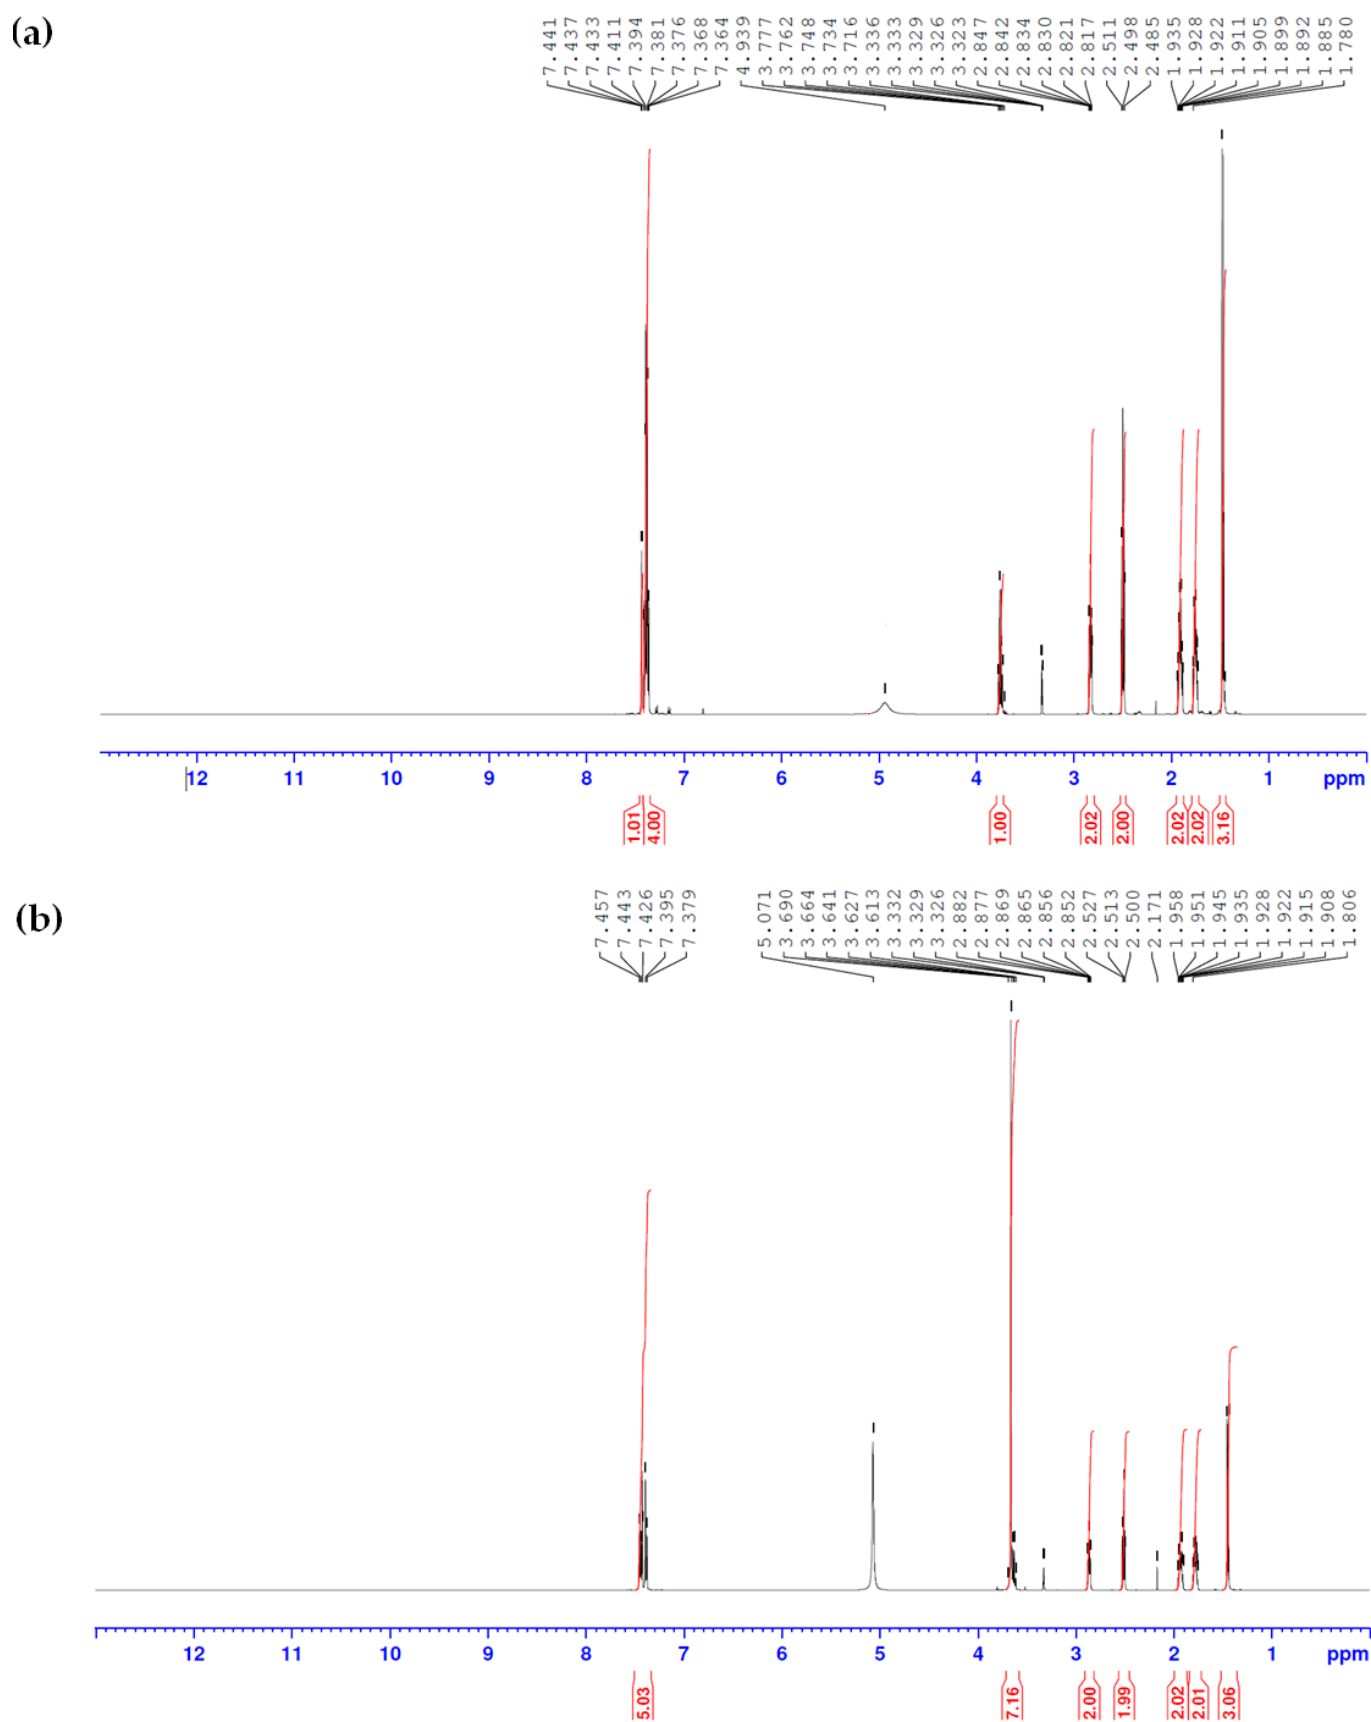 (a)
7.441 7.437 7.433 7.411 7.394 7.381 7.376 7.368 7.364 4.939 3.777 3.762 3.748 3.734 3.716 3.336 3.333 3.329 3.326 3.323 2.847 2.842 2.834 2.830 2.821 2.817 2.511 2.498 2.485 1.935 1.928 1.922 1.911 1.905 1.899 1.892 1.885 1.780
12 11 10 9 8 7 6 5 4 3 2 1 ppm
1.01 4.00 1.00 2.02 2.00 2.02 2.02 3.16
(b)
7.457 7.443 7.426 7.395 7.379 5.071 3.690 3.664 3.641 3.627 3.613 3.332 3.329 3.326 2.882 2.877 2.869 2.865 2.856 2.852 2.527 2.513 2.500 2.171 1.958 1.951 1.945 1.935 1.928 1.922 1.915 1.908 1.806
12 11 10 9 8 7 6 5 4 3 2 1 ppm
5.03 7.16 2.00 1.99 2.02 2.01 3.06